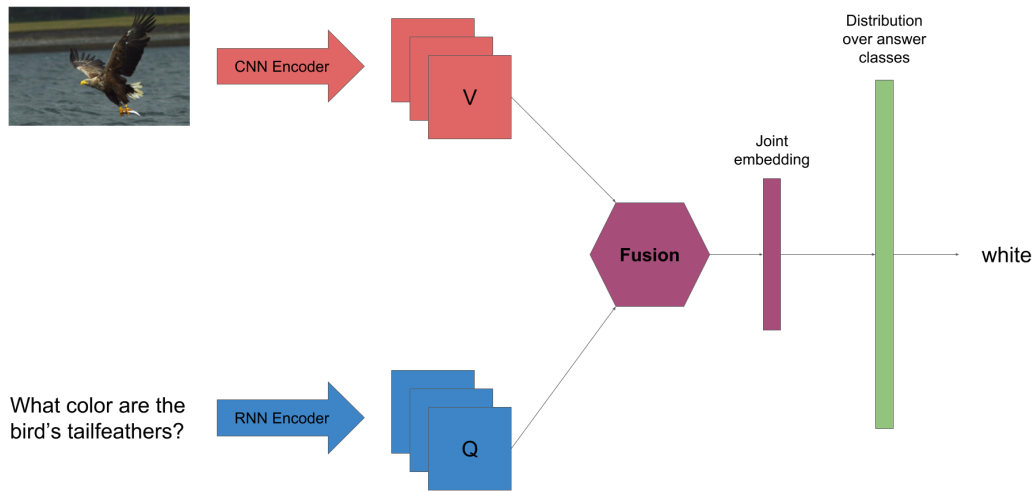 Distribution
over answer
classes
CNN Encoder
V
Joint
embedding
Fusion
white
What color are the
bird's tailfeathers?
RNN Encoder
Q